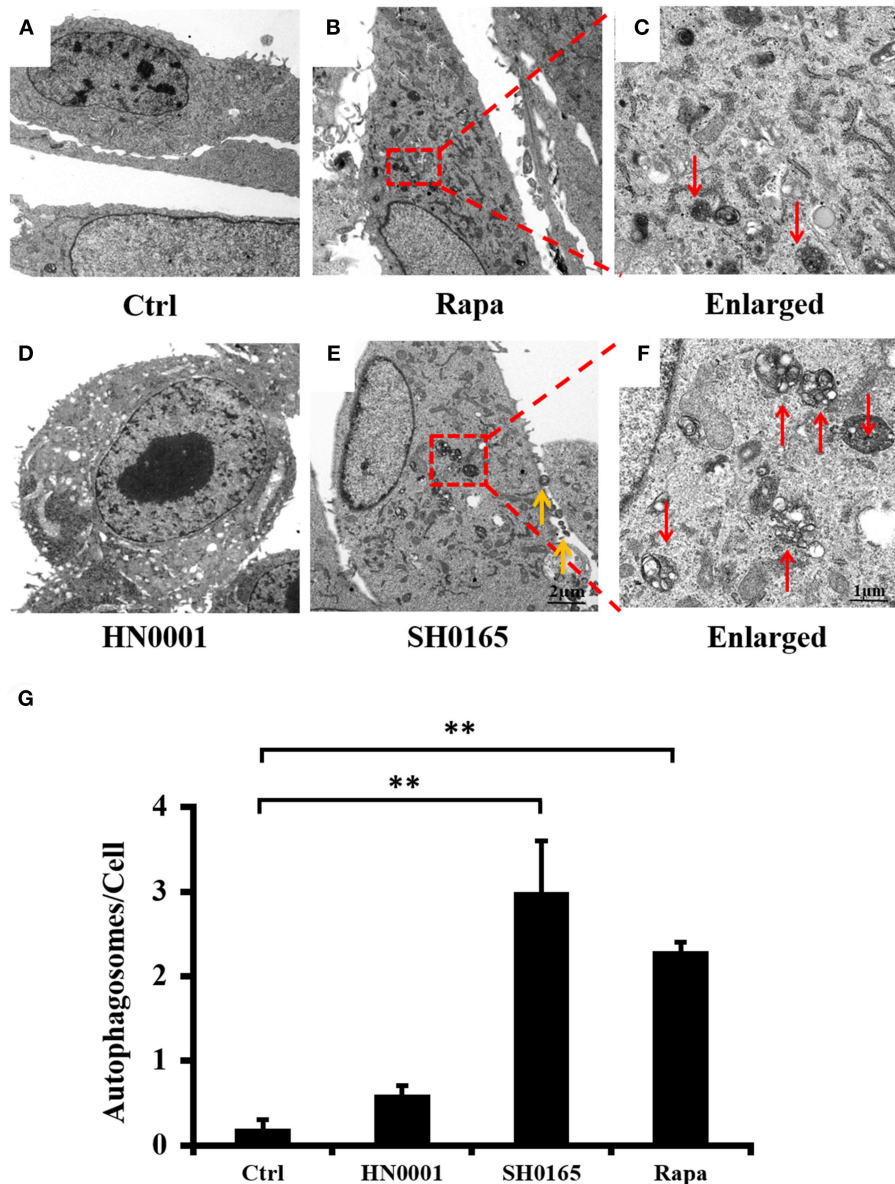 A
B
C
Ctrl
Rapa
Enlarged
D
E
F
2μm
1μm
HN0001
SH0165
Enlarged
G
**
**
Autophagosomes/Cell
4
3
2
1
0
Ctrl
HN0001
SH0165
Rapa